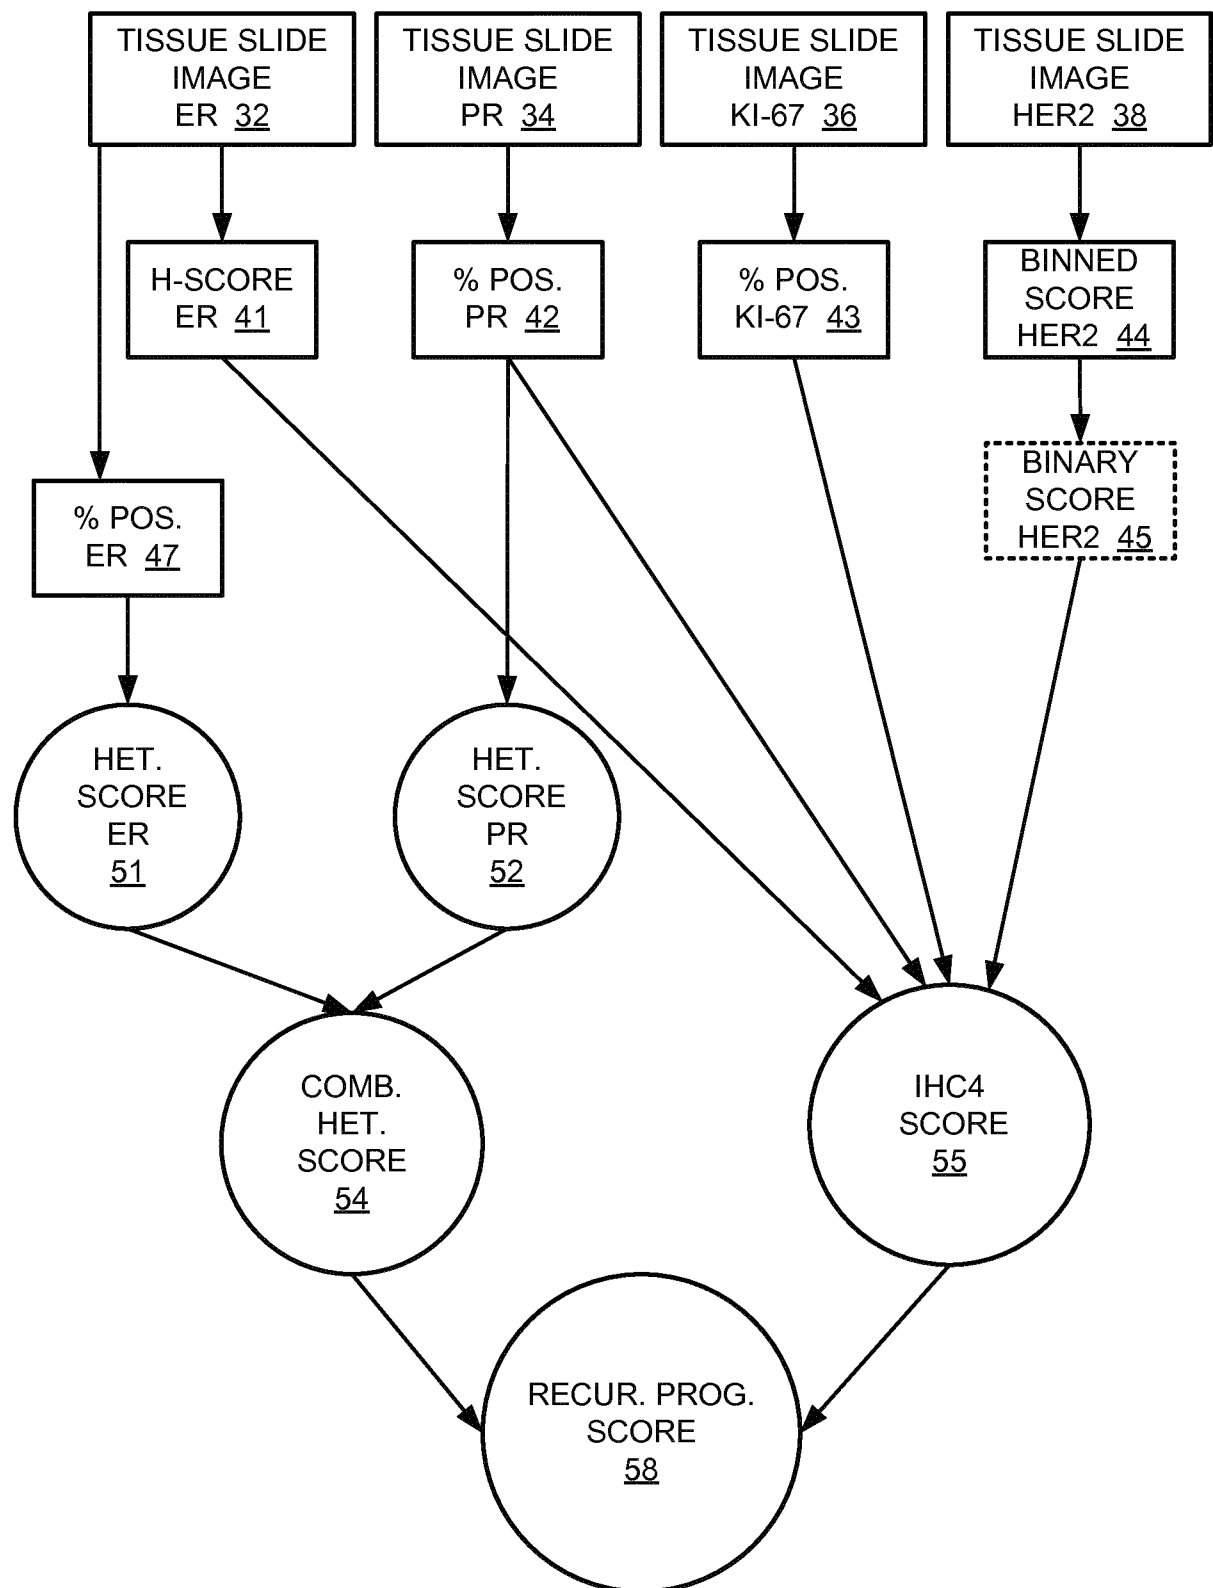 TISSUE SLIDE
IMAGE
ER 32
TISSUE SLIDE
IMAGE
PR 34
TISSUE SLIDE
IMAGE
KI-67 36
TISSUE SLIDE
IMAGE
HER2 38
H-SCORE
ER 41
% POS.
PR 42
% POS.
KI-67 43
BINNED
SCORE
HER2 44
BINARY
SCORE
HER2 45
% POS.
ER 47
HET.
SCORE
ER
51
HET.
SCORE
PR
52
COMB.
HET.
SCORE
54
IHC4
SCORE
55
RECUR. PROG.
SCORE
58